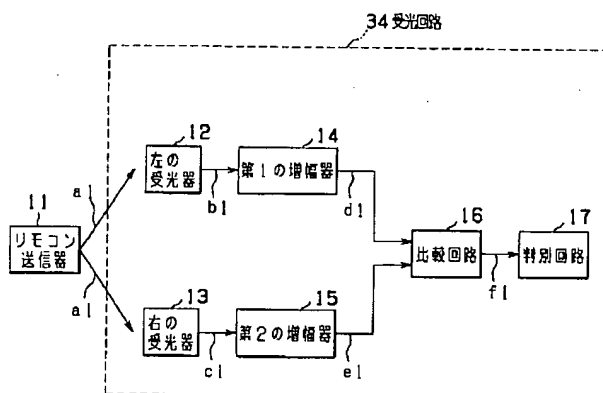 34 受光回路
12
左の
受光器
14
第1の増幅器
a1
b1
d1
11
リモコン
送信器
16
比較回路
17
判別回路
f1
a1
13
右の
受光器
15
第2の増幅器
c1
e1